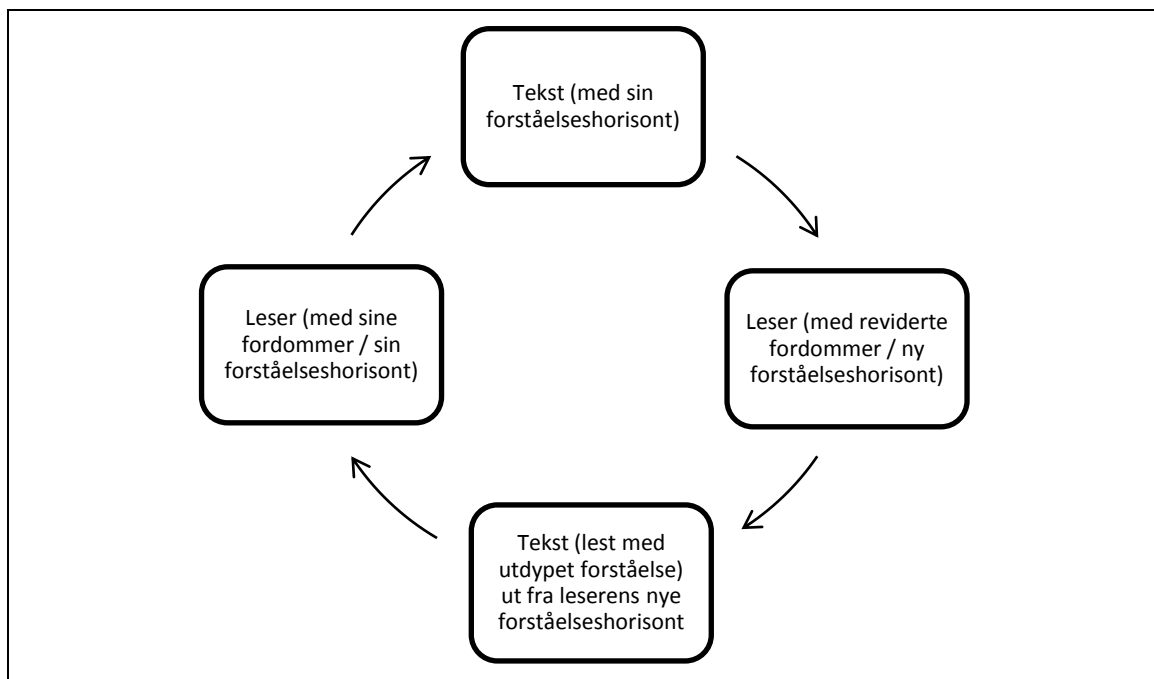 Tekst (med sin
forståelseshorisont)
Leser (med sine
fordommer / sin
forståelseshorisont)
Leser (med reviderte
fordommer / ny
forståelseshorisont)
Tekst (lest med
utdypet forståelse)
ut fra leserens nye
forståelseshorisont